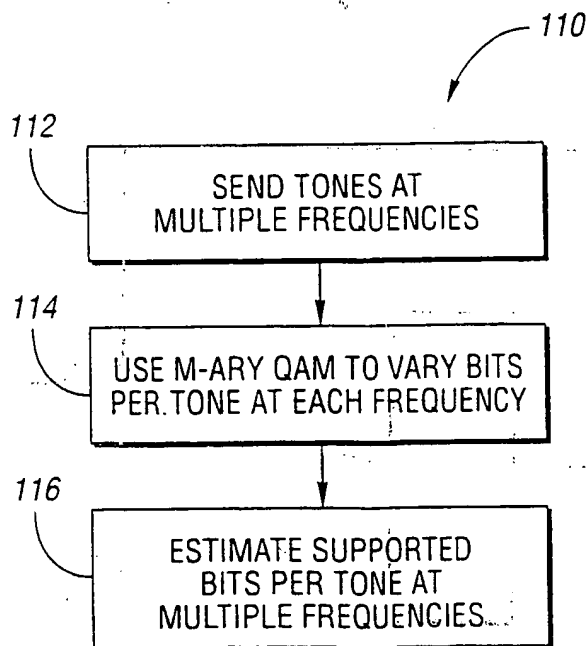 110
112
SEND TONES AT
MULTIPLE FREQUENCIES
114
USE M-ARY QAM TO VARY BITS
PER TONE AT EACH FREQUENCY
116
ESTIMATE SUPPORTED
BITS PER TONE AT
MULTIPLE FREQUENCIES